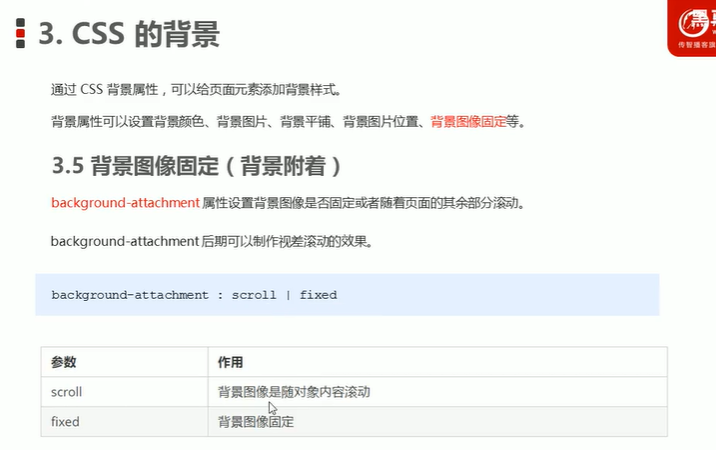 3. CSS 的背景
黑
传智播客旗
通过 CSS 背景属性，可以给页面元素添加背景样式。
背景属性可以设置背景颜色、背景图片、背景平铺、背景图片位置、背景图像固定等。
3.5 背景图像固定（背景附着）
background-attachment 属性设置背景图像是否固定或者随着页面的其余部分滚动。
background-attachment 后期可以制作视差滚动的效果。
background-attachment : scroll | fixed
参数 作用
scroll 背景图像是随对象内容滚动
fixed 背景图像固定